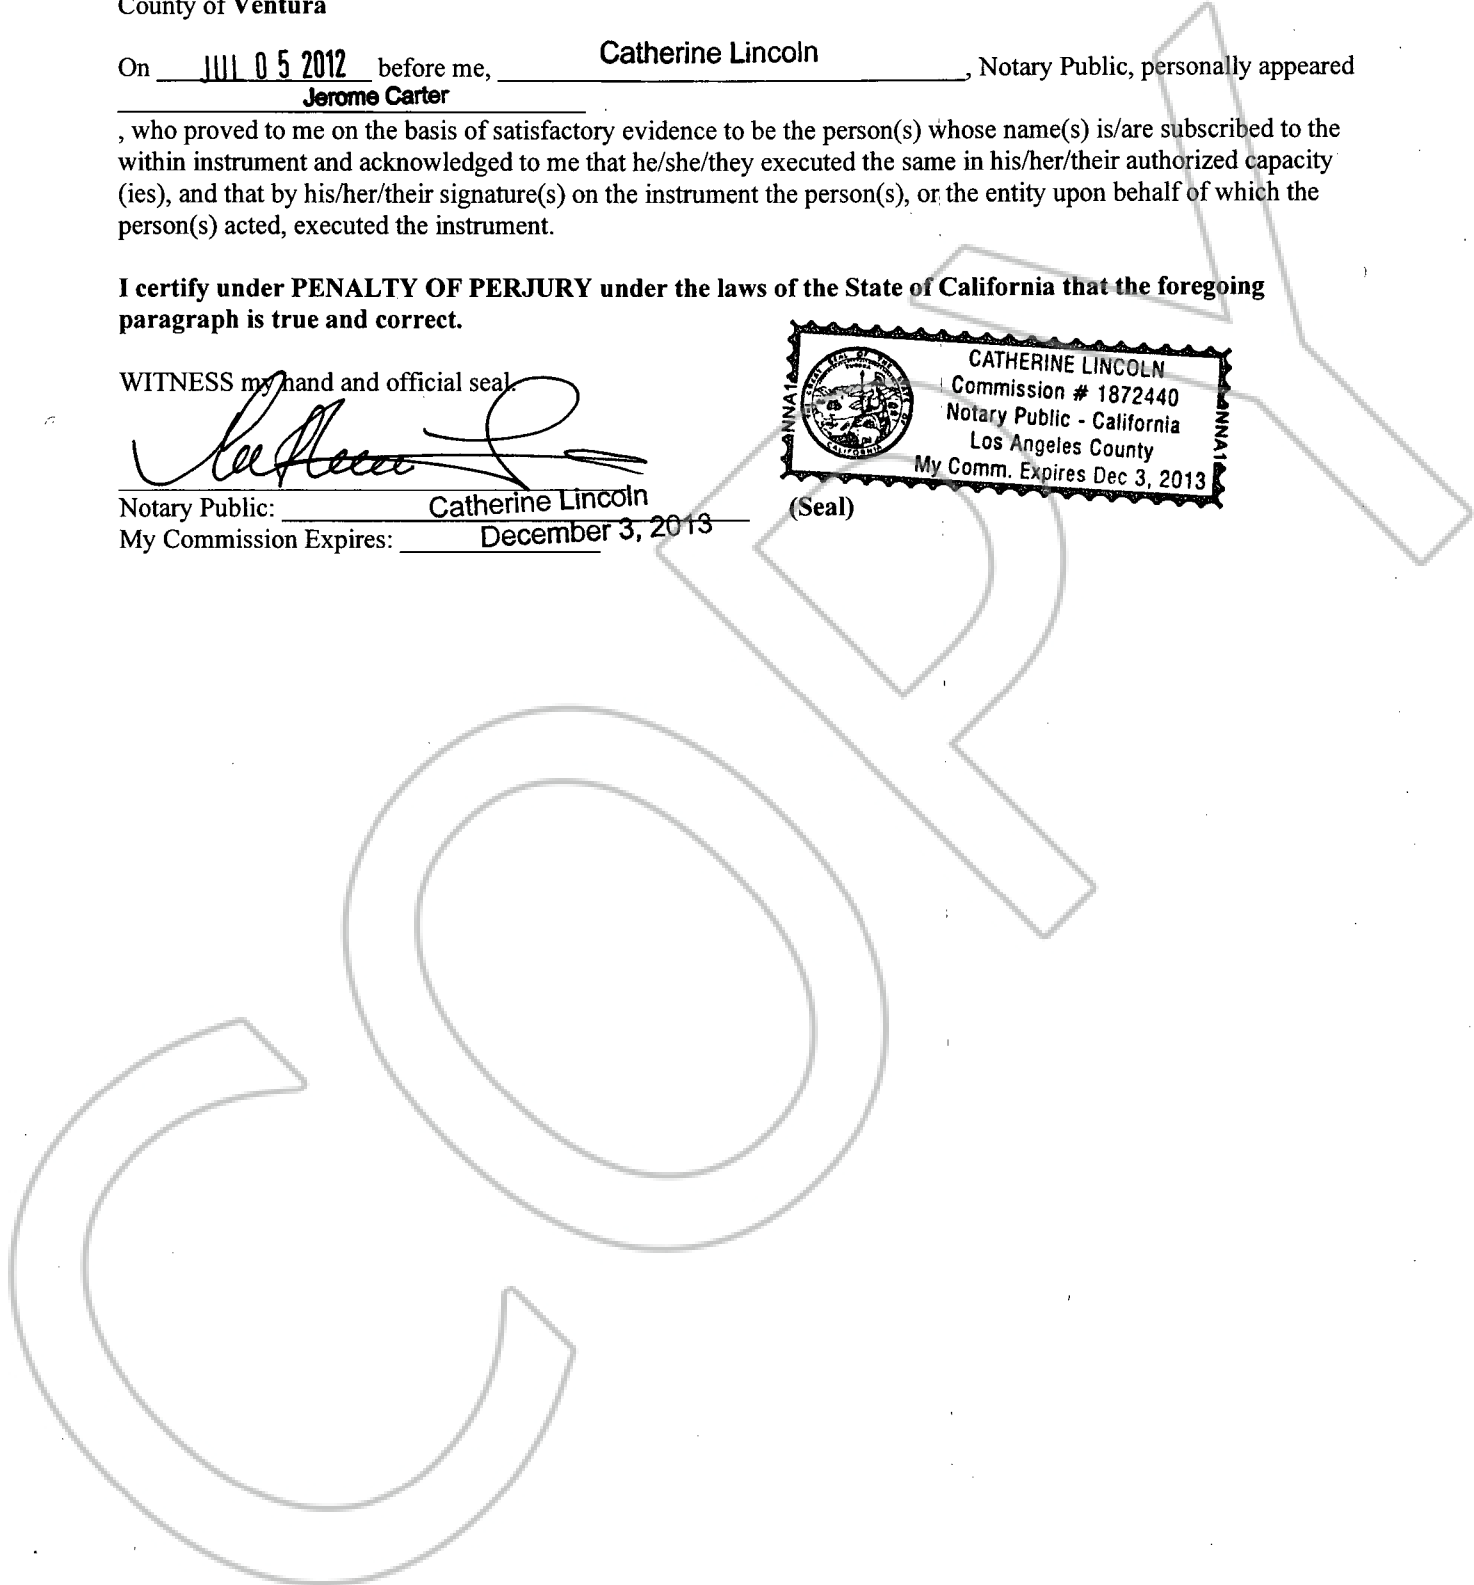 County of Ventura
On JUL 05 2012 before me, Catherine Lincoln, Notary Public, personally appeared
Jerome Carter
, who proved to me on the basis of satisfactory evidence to be the person(s) whose name(s) is/are subscribed to the
within instrument and acknowledged to me that he/she/they executed the same in his/her/their authorized capacity
(ies), and that by his/her/their signature(s) on the instrument the person(s), or the entity upon behalf of which the
person(s) acted, executed the instrument.
I certify under PENALTY OF PERJURY under the laws of the State of California that the foregoing
paragraph is true and correct.
WITNESS my hand and official seal.
NNA1
CATHERINE LINCOLN
Commission # 1872440
Notary Public - California
Los Angeles County
My Comm. Expires Dec 3, 2013
NNA1
Notary Public: Catherine Lincoln
(Seal)
My Commission Expires: December 3, 2013
COPY